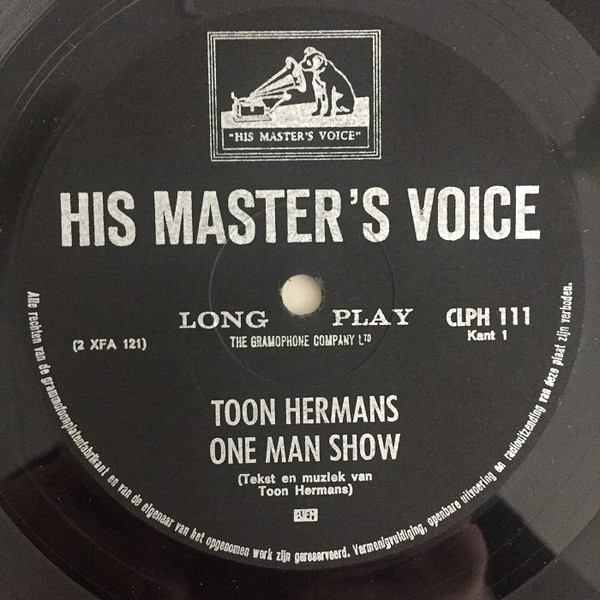 "HIS MASTER'S VOICE"
HIS MASTER'S VOICE
LONG PLAY
CLPH 111
(2 XFA 121)
Kant 1
THE GRAMOPHONE COMPANY LTD
TOON HERMANS
ONE MAN SHOW
(Tekst en muziek van
Toon Hermans)
Alle rechten van de grammofoonplatenfabrikant en van de eigenaar van het opgenomen werk zijn gereserveerd. Vermenigvuldiging, openbare uitvoering en radiouitzending van deze plaat zijn verboden.